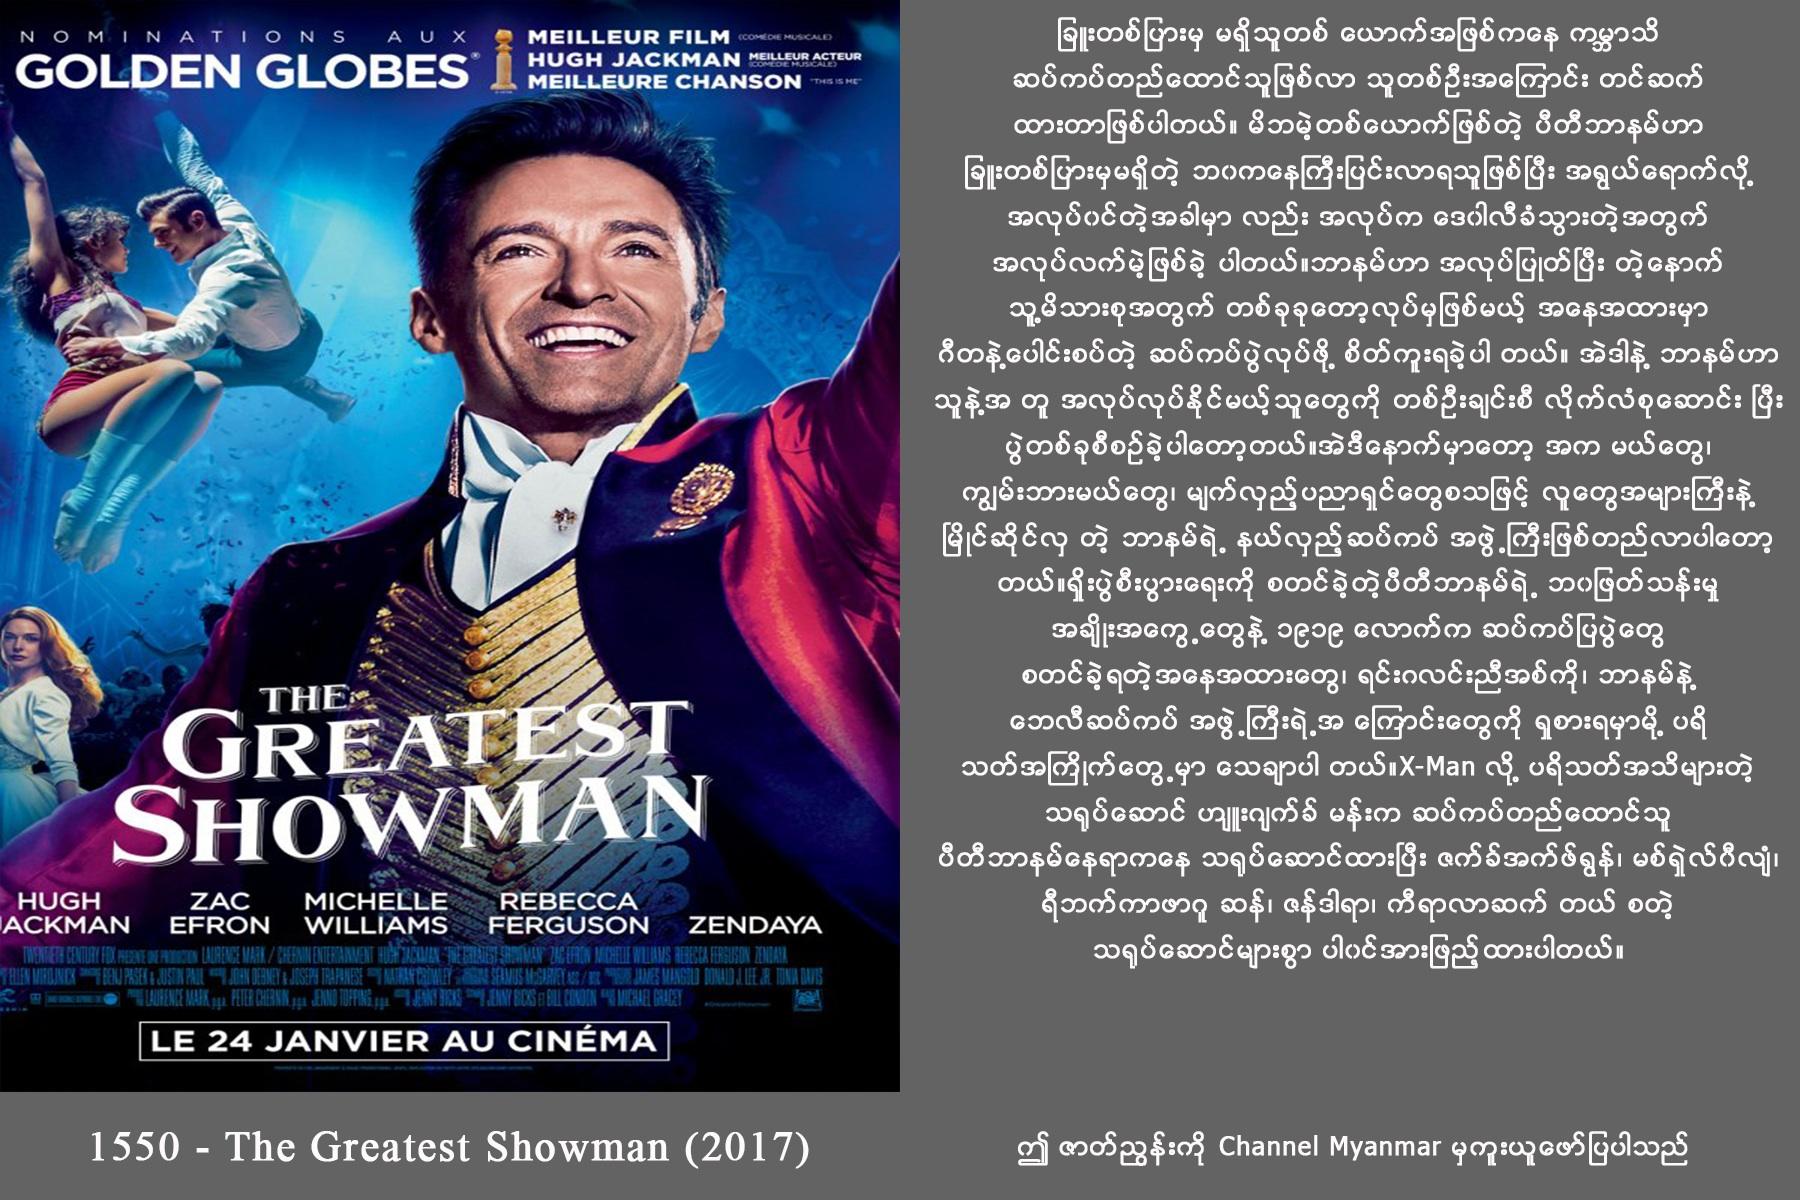 NOMINATIONS AUX
GOLDEN GLOBES®
MEILLEUR FILM (COMÉDIE MUSICALE)
HUGH JACKMAN MEILLEUR ACTEUR (COMÉDIE MUSICALE)
MEILLEURE CHANSON "THIS IS ME"
THE
GREATEST
SHOWMAN
HUGH JACKMAN
ZAC EFRON
MICHELLE WILLIAMS
REBECCA FERGUSON
ZENDAYA
LE 24 JANVIER AU CINÉMA
1550 - The Greatest Showman (2017)
ခြူးတစ်ပြားမှ မရှိသူတစ် ယောက်အဖြစ်ကနေ ကမ္ဘာသိ
ဆပ်ကပ်တည်ထောင်သူဖြစ်လာ သူတစ်ဦးအကြောင်း တင်ဆက်
ထားတာဖြစ်ပါတယ်။ မိဘမဲ့တစ်ယောက်ဖြစ်တဲ့ ပီတီဘာနမ်ဟာ
ခြူးတစ်ပြားမှမရှိတဲ့ ဘဝကနေကြီးပြင်းလာရသူဖြစ်ပြီး အရွယ်ရောက်လို့
အလုပ်ဝင်တဲ့အခါမှာ လည်း အလုပ်က ဒေဝါလီခံသွားတဲ့အတွက်
အလုပ်လက်မဲ့ဖြစ်ခဲ့ ပါတယ်။ဘာနမ်ဟာ အလုပ်ပြုတ်ပြီး တဲ့နောက်
သူ့မိသားစုအတွက် တစ်ခုခုတော့လုပ်မှဖြစ်မယ့် အနေအထားမှာ
ဂီတနဲ့ပေါင်းစပ်တဲ့ ဆပ်ကပ်ပွဲလုပ်ဖို့ စိတ်ကူးရခဲ့ပါ တယ်။ အဲဒါနဲ့ ဘာနမ်ဟာ
သူနဲ့အ တူ အလုပ်လုပ်နိုင်မယ့်သူတွေကို တစ်ဦးချင်းစီ လိုက်လံစုဆောင်း ပြီး
ပွဲတစ်ခုစီစဉ်ခဲ့ပါတော့တယ်။အဲဒီနောက်မှာတော့ အက မယ်တွေ၊
ကျွမ်းဘားမယ်တွေ၊ မျက်လှည့်ပညာရှင်တွေစသဖြင့် လူတွေအများကြီးနဲ့
မြိုင်ဆိုင်လှ တဲ့ ဘာနမ်ရဲ့ နယ်လှည့်ဆပ်ကပ် အဖွဲ့ကြီးဖြစ်တည်လာပါတော့
တယ်။ရှိုးပွဲစီးပွားရေးကို စတင်ခဲ့တဲ့ပီတီဘာနမ်ရဲ့ ဘဝဖြတ်သန်းမှု
အချိုးအကွေ့တွေနဲ့ ၁၉၁၉ လောက်က ဆပ်ကပ်ပြပွဲတွေ
စတင်ခဲ့ရတဲ့အနေအထားတွေ၊ ရင်းဂလင်းညီအစ်ကို၊ ဘာနမ်နဲ့
ဘေလီဆပ်ကပ် အဖွဲ့ကြီးရဲ့အ ကြောင်းတွေကို ရှုစားရမှာမို့ ပရိ
သတ်အကြိုက်တွေ့မှာ သေချာပါ တယ်။X-Man လို့ ပရိသတ်အသိများတဲ့
သရုပ်ဆောင် ဟျူးဂျက်ခ် မန်းက ဆပ်ကပ်တည်ထောင်သူ
ပီတီဘာနမ်နေရာကနေ သရုပ်ဆောင်ထားပြီး ဇက်ခ်အက်ဖ်ရွန်၊ မစ်ရှဲလ်ဂီလျံ၊
ရီဘက်ကာဖာဂူ ဆန်၊ ဇန်ဒါရာ၊ ကီရာလာဆက် တယ် စတဲ့
သရုပ်ဆောင်များစွာ ပါဝင်အားဖြည့်ထားပါတယ်။
ဤ ဇာတ်ညွှန်းကို Channel Myanmar မှကူးယူဖော်ပြပါသည်